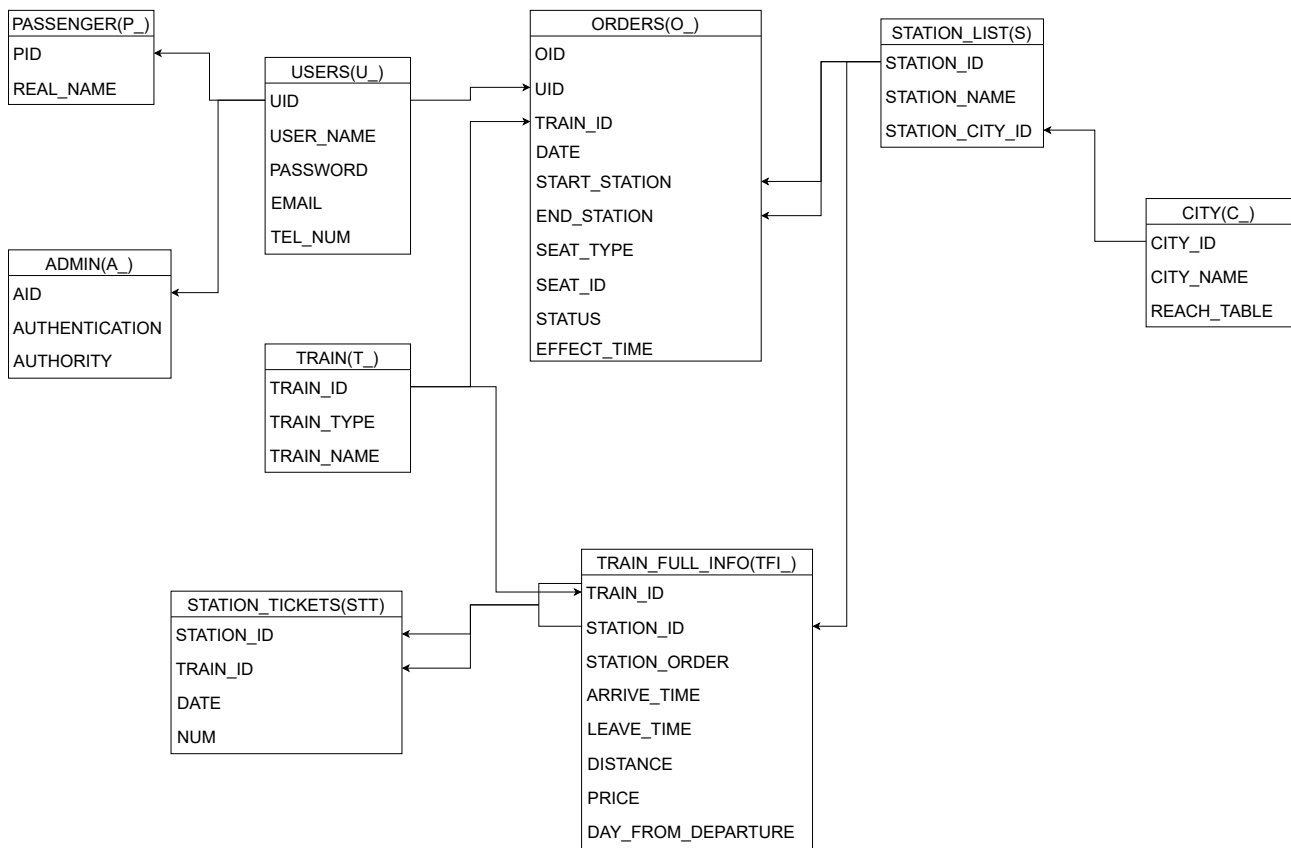 PASSENGER(P_)
PID
REAL_NAME
USERS(U_)
UID
USER_NAME
PASSWORD
EMAIL
TEL_NUM
ADMIN(A_)
AID
AUTHENTICATION
AUTHORITY
TRAIN(T_)
TRAIN_ID
TRAIN_TYPE
TRAIN_NAME
ORDERS(O_)
OID
UID
TRAIN_ID
DATE
START_STATION
END_STATION
SEAT_TYPE
SEAT_ID
STATUS
EFFECT_TIME
STATION_LIST(S)
STATION_ID
STATION_NAME
STATION_CITY_ID
CITY(C_)
CITY_ID
CITY_NAME
REACH_TABLE
STATION_TICKETS(STT)
STATION_ID
TRAIN_ID
DATE
NUM
TRAIN_FULL_INFO(TFI_)
TRAIN_ID
STATION_ID
STATION_ORDER
ARRIVE_TIME
LEAVE_TIME
DISTANCE
PRICE
DAY_FROM_DEPARTURE